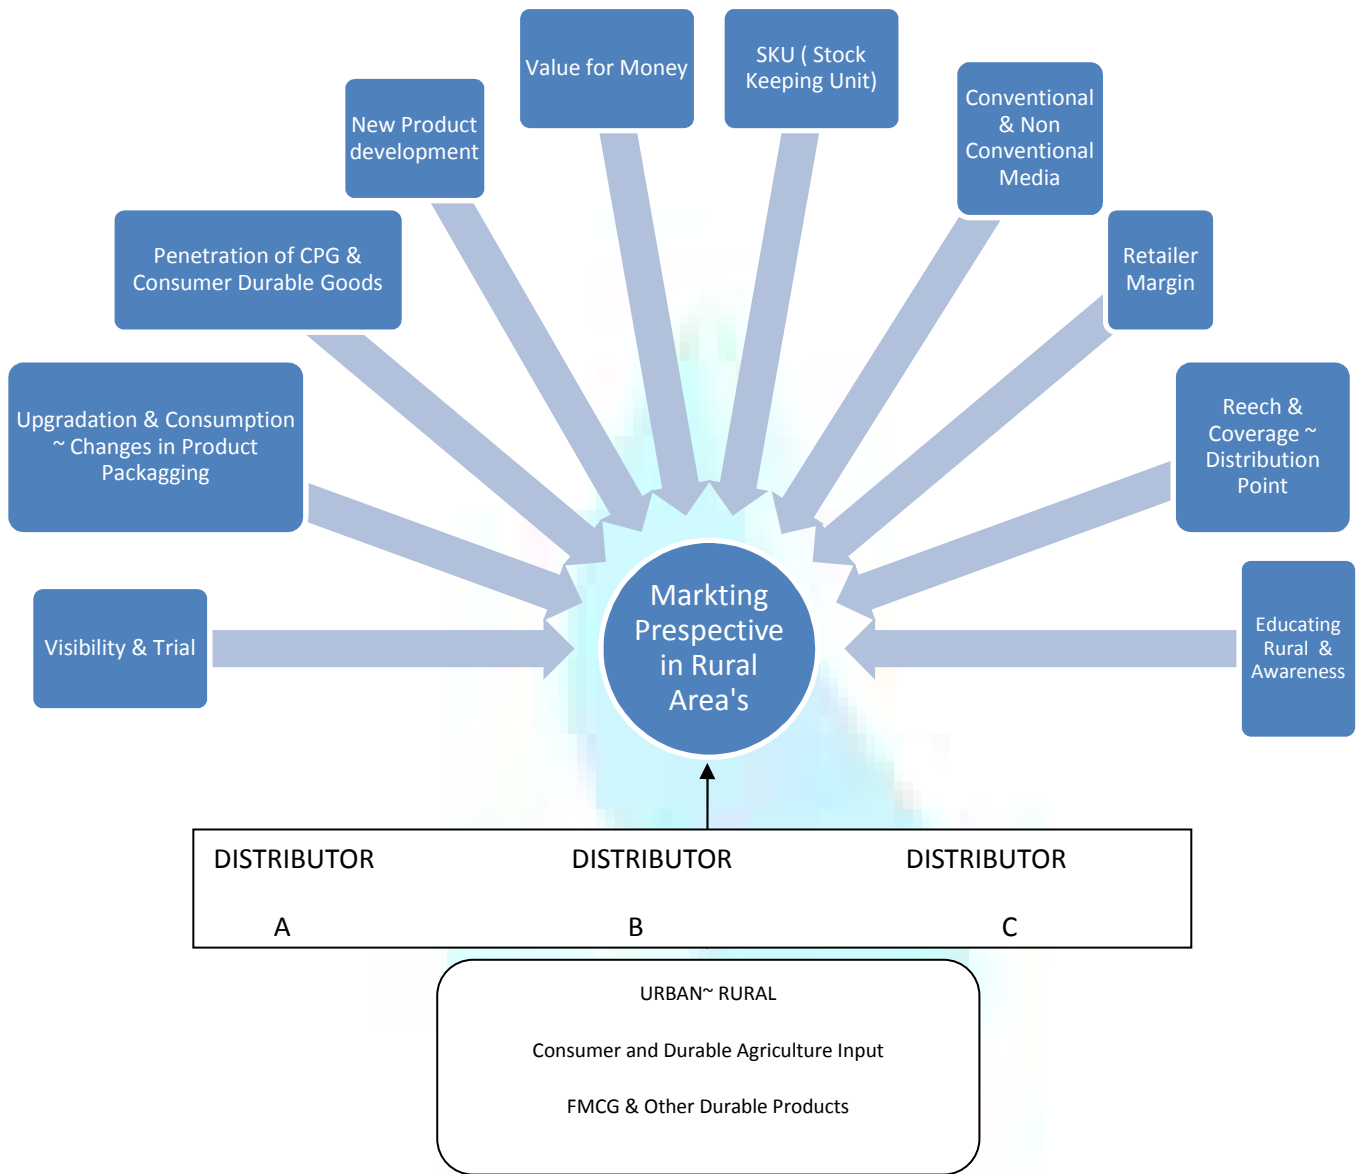 Value for Money
SKU ( Stock
Keeping Unit)
Conventional
& Non
Conventional
Media
New Product
development
Retailer
Margin
Penetration of CPG &
Consumer Durable Goods
Upgradation & Consumption
~ Changes in Product
Packagging
Reech &
Coverage ~
Distribution
Point
Visibility & Trial
Markting
Prespective
in Rural
Area's
Educating
Rural &
Awareness
DISTRIBUTOR DISTRIBUTOR DISTRIBUTOR
A B C
URBAN~ RURAL
Consumer and Durable Agriculture Input
FMCG & Other Durable Products